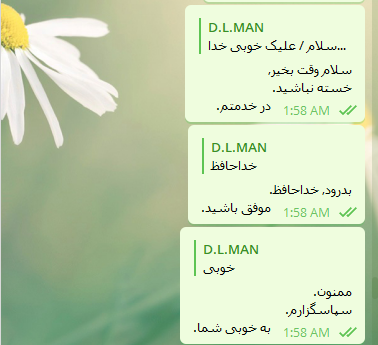 D.L.MAN
سلام / علیک خوبی خدا...
سلام وقت بخیر،
خسته نباشید.
در خدمتم.
1:58 AM
D.L.MAN
خداحافظ
بدرود، خداحافظ.
موفق باشید.
1:58 AM
D.L.MAN
خوبی
ممنون.
سپاسگزارم.
به خوبی شما.
1:58 AM